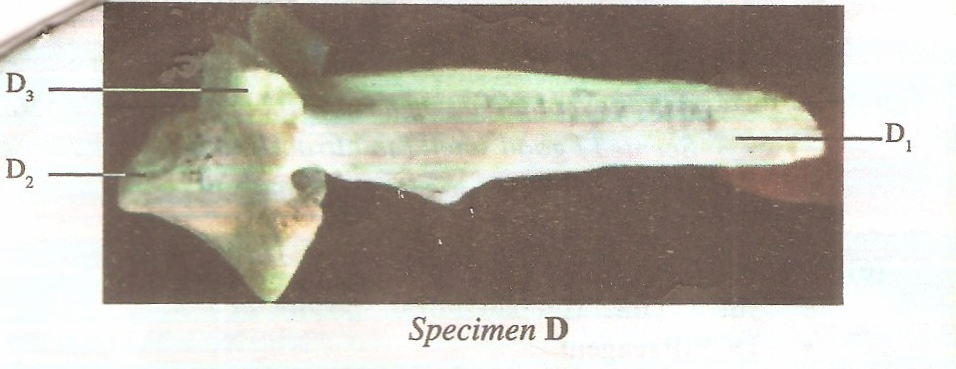 D3
D2
D1
Specimen D